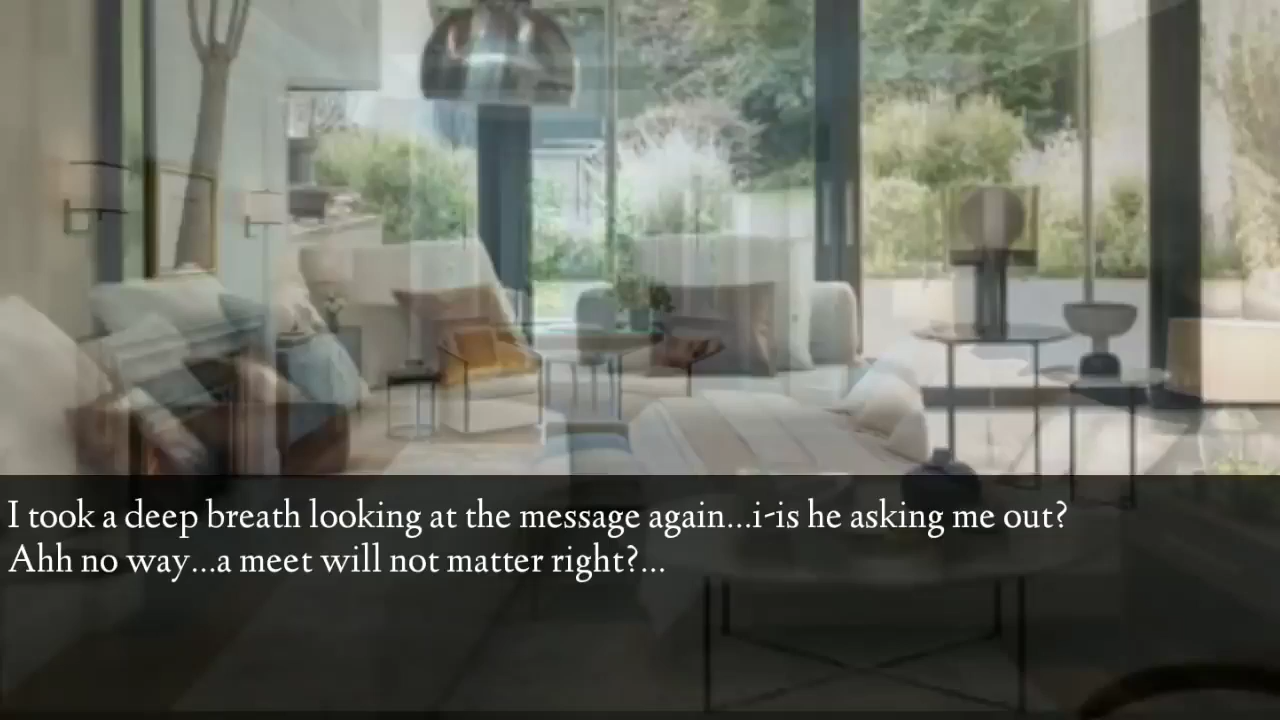 I took a deep breath looking at the message again...i-is he asking me out?
Ahh no way...a meet will not matter right?...